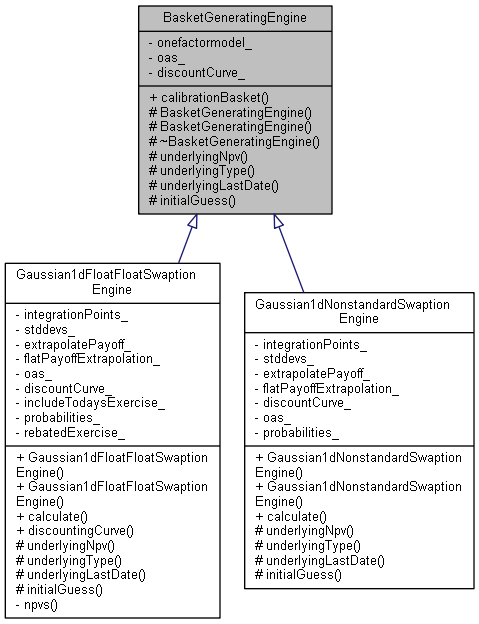 BasketGeneratingEngine
- onefactormodel_
- oas_
- discountCurve_
+ calibrationBasket()
# BasketGeneratingEngine()
# BasketGeneratingEngine()
# ~BasketGeneratingEngine()
# underlyingNpv()
# underlyingType()
# underlyingLastDate()
# initialGuess()
Gaussian1dFloatFloatSwaption
Engine
- integrationPoints_
- stddevs_
- extrapolatePayoff_
- flatPayoffExtrapolation_
- oas_
- discountCurve_
- includeTodaysExercise_
- probabilities_
- rebatedExercise_
+ Gaussian1dFloatFloatSwaption
Engine()
+ Gaussian1dFloatFloatSwaption
Engine()
+ calculate()
+ discountingCurve()
# underlyingNpv()
# underlyingType()
# underlyingLastDate()
# initialGuess()
- npvs()
Gaussian1dNonstandardSwaption
Engine
- integrationPoints_
- stddevs_
- extrapolatePayoff_
- flatPayoffExtrapolation_
- discountCurve_
- oas_
- probabilities_
+ Gaussian1dNonstandardSwaption
Engine()
+ Gaussian1dNonstandardSwaption
Engine()
+ calculate()
# underlyingNpv()
# underlyingType()
# underlyingLastDate()
# initialGuess()